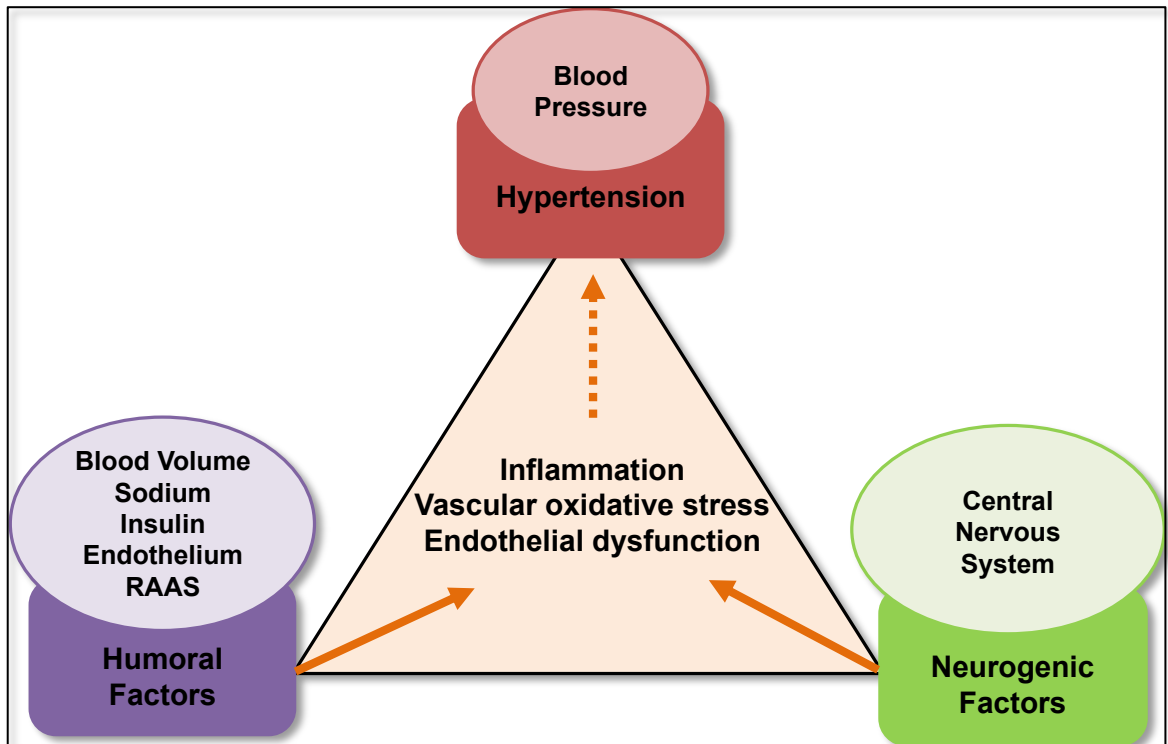 Blood
Pressure
Hypertension
Inflammation
Vascular oxidative stress
Endothelial dysfunction
Blood Volume
Sodium
Insulin
Endothelium
RAAS
Humoral
Factors
Central
Nervous
System
Neurogenic
Factors